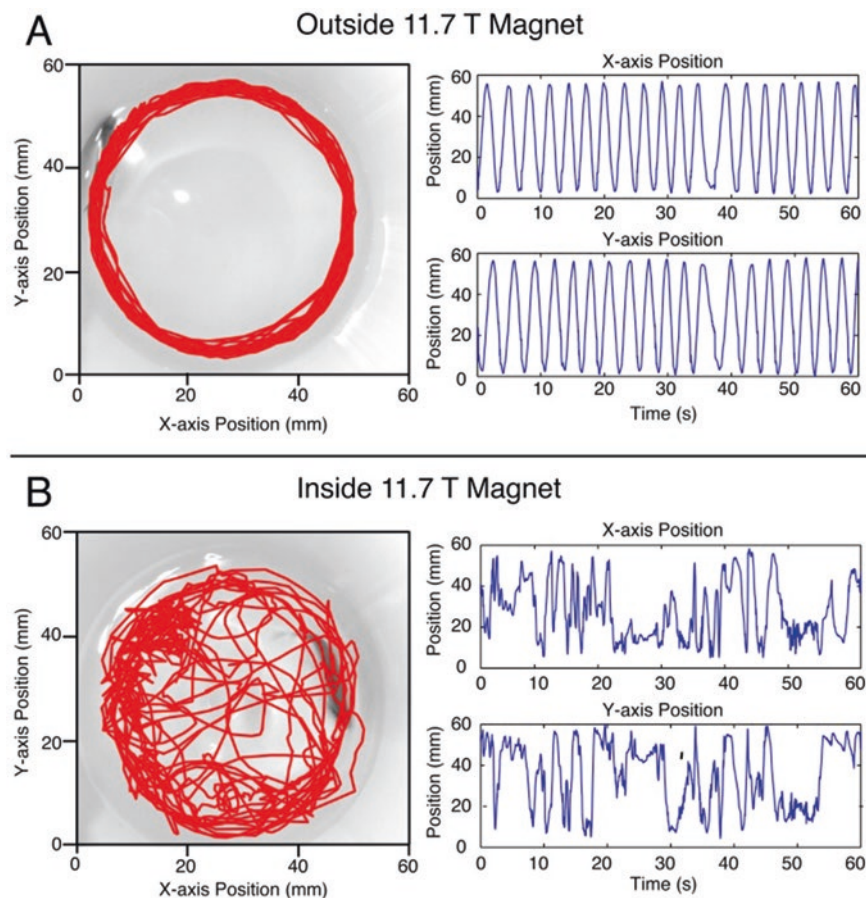 A
Outside 11.7 T Magnet
60
40
20
0
0
20
40
60
Y-axis Position (mm)
X-axis Position (mm)
X-axis Position
60
40
20
0
Position (mm)
0 10 20 30 40 50 60
Y-axis Position
60
40
20
0
Position (mm)
0 10 20 30 40 50 60
Time (s)
B
Inside 11.7 T Magnet
60
40
20
0
0
20
40
60
Y-axis Position (mm)
X-axis Position (mm)
X-axis Position
60
40
20
0
Position (mm)
0 10 20 30 40 50 60
Y-axis Position
60
40
20
0
Position (mm)
0 10 20 30 40 50 60
Time (s)